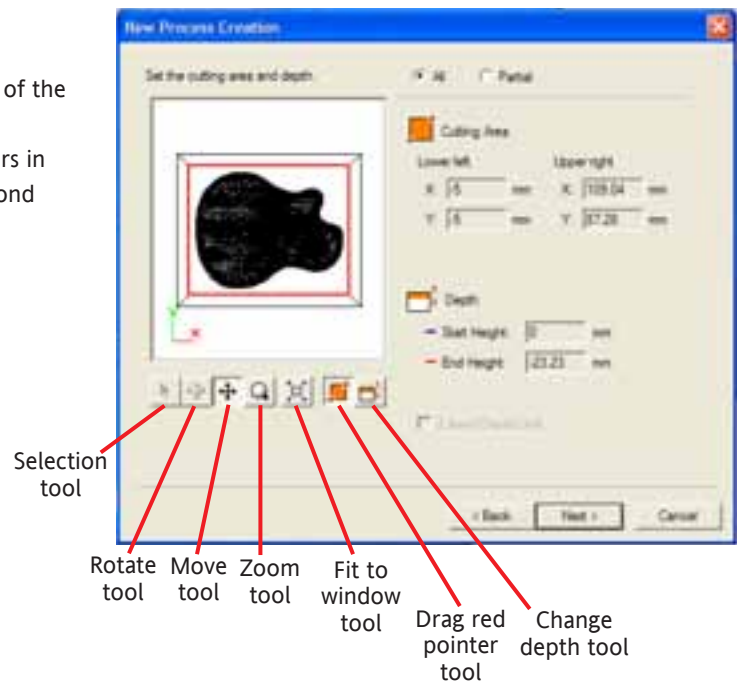 New Process Creation
of the
rs in
ond
Set the cutting area and depth
All Partial
Cutting Area
Lower left Upper right
X: -5 mm X: 109.04 mm
Y: -5 mm Y: 87.28 mm
Y
X
Depth
Start Height 0 mm
End Height -23.23 mm
< Back Next > Cancel
Selection
tool
Rotate
tool
Move
tool
Zoom
tool
Fit to
window
tool
Drag red
pointer
tool
Change
depth tool